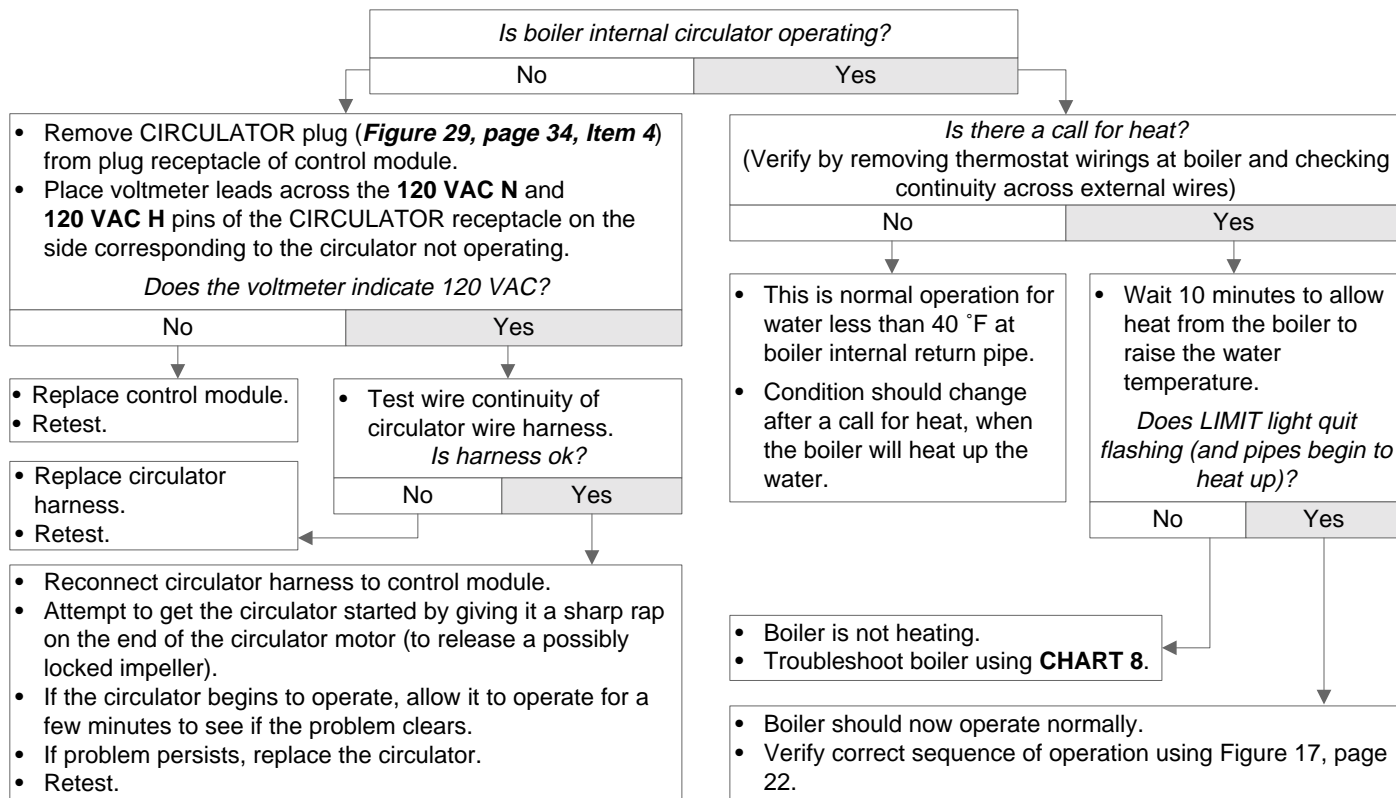 Is boiler internal circulator operating?
No
Yes
• Remove CIRCULATOR plug (Figure 29, page 34, Item 4)
from plug receptacle of control module.
• Place voltmeter leads across the 120 VAC N and
120 VAC H pins of the CIRCULATOR receptacle on the
side corresponding to the circulator not operating.
Does the voltmeter indicate 120 VAC?
No
Yes
• Replace control module.
• Retest.
• Test wire continuity of
circulator wire harness.
Is harness ok?
No
Yes
• Replace circulator
harness.
• Retest.
• Reconnect circulator harness to control module.
• Attempt to get the circulator started by giving it a sharp rap
on the end of the circulator motor (to release a possibly
locked impeller).
• If the circulator begins to operate, allow it to operate for a
few minutes to see if the problem clears.
• If problem persists, replace the circulator.
• Retest.
Is there a call for heat?
(Verify by removing thermostat wirings at boiler and checking
continuity across external wires)
No
Yes
• This is normal operation for
water less than 40 ˚F at
boiler internal return pipe.
• Condition should change
after a call for heat, when
the boiler will heat up the
water.
• Wait 10 minutes to allow
heat from the boiler to
raise the water
temperature.
Does LIMIT light quit
flashing (and pipes begin to
heat up)?
No
Yes
• Boiler is not heating.
• Troubleshoot boiler using CHART 8.
• Boiler should now operate normally.
• Verify correct sequence of operation using Figure 17, page
22.